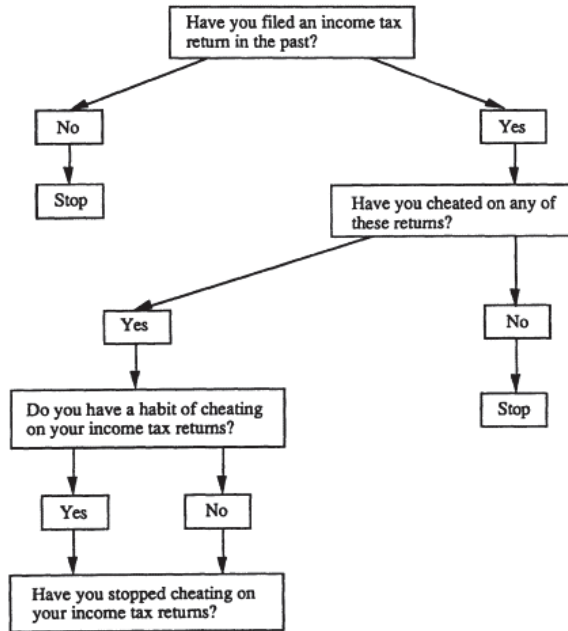 Have you filed an income tax
return in the past?
No
Yes
Stop
Have you cheated on any of
these returns?
Yes
No
Do you have a habit of cheating
on your income tax returns?
Stop
Yes
No
Have you stopped cheating on
your income tax returns?